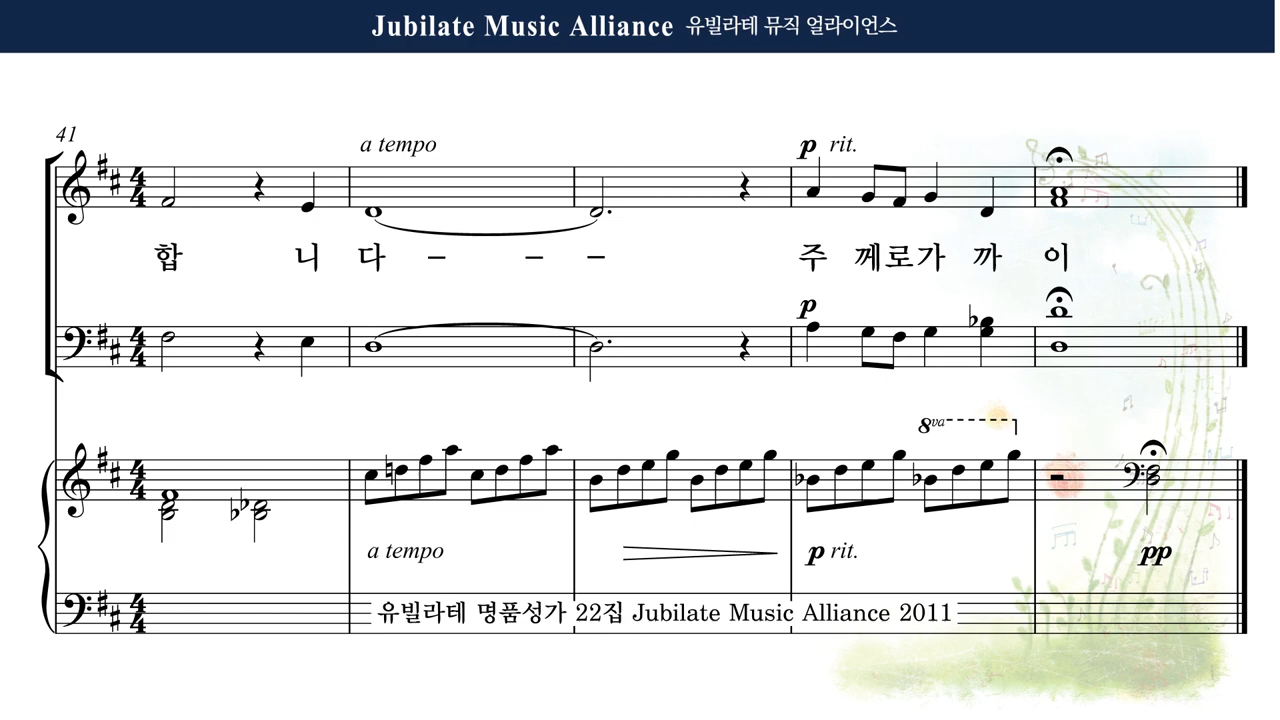 Jubilate Music Alliance 유빌라테 뮤직 얼라이언스
41
a tempo
p rit.
합 니 다 – – – 주 께로가 까 이
p
8va
a tempo
p rit.
pp
유빌라테 명품성가 22집 Jubilate Music Alliance 2011